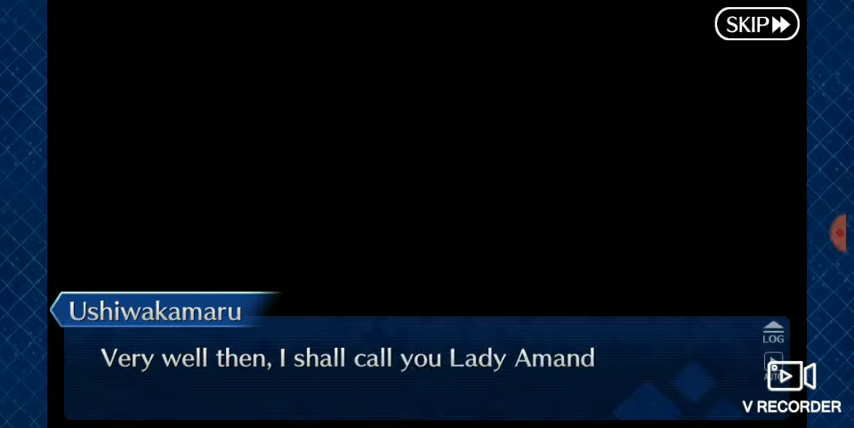 SKIP
Ushiwakamaru
LOG
Very well then, I shall call you Lady Amand
V RECORDER